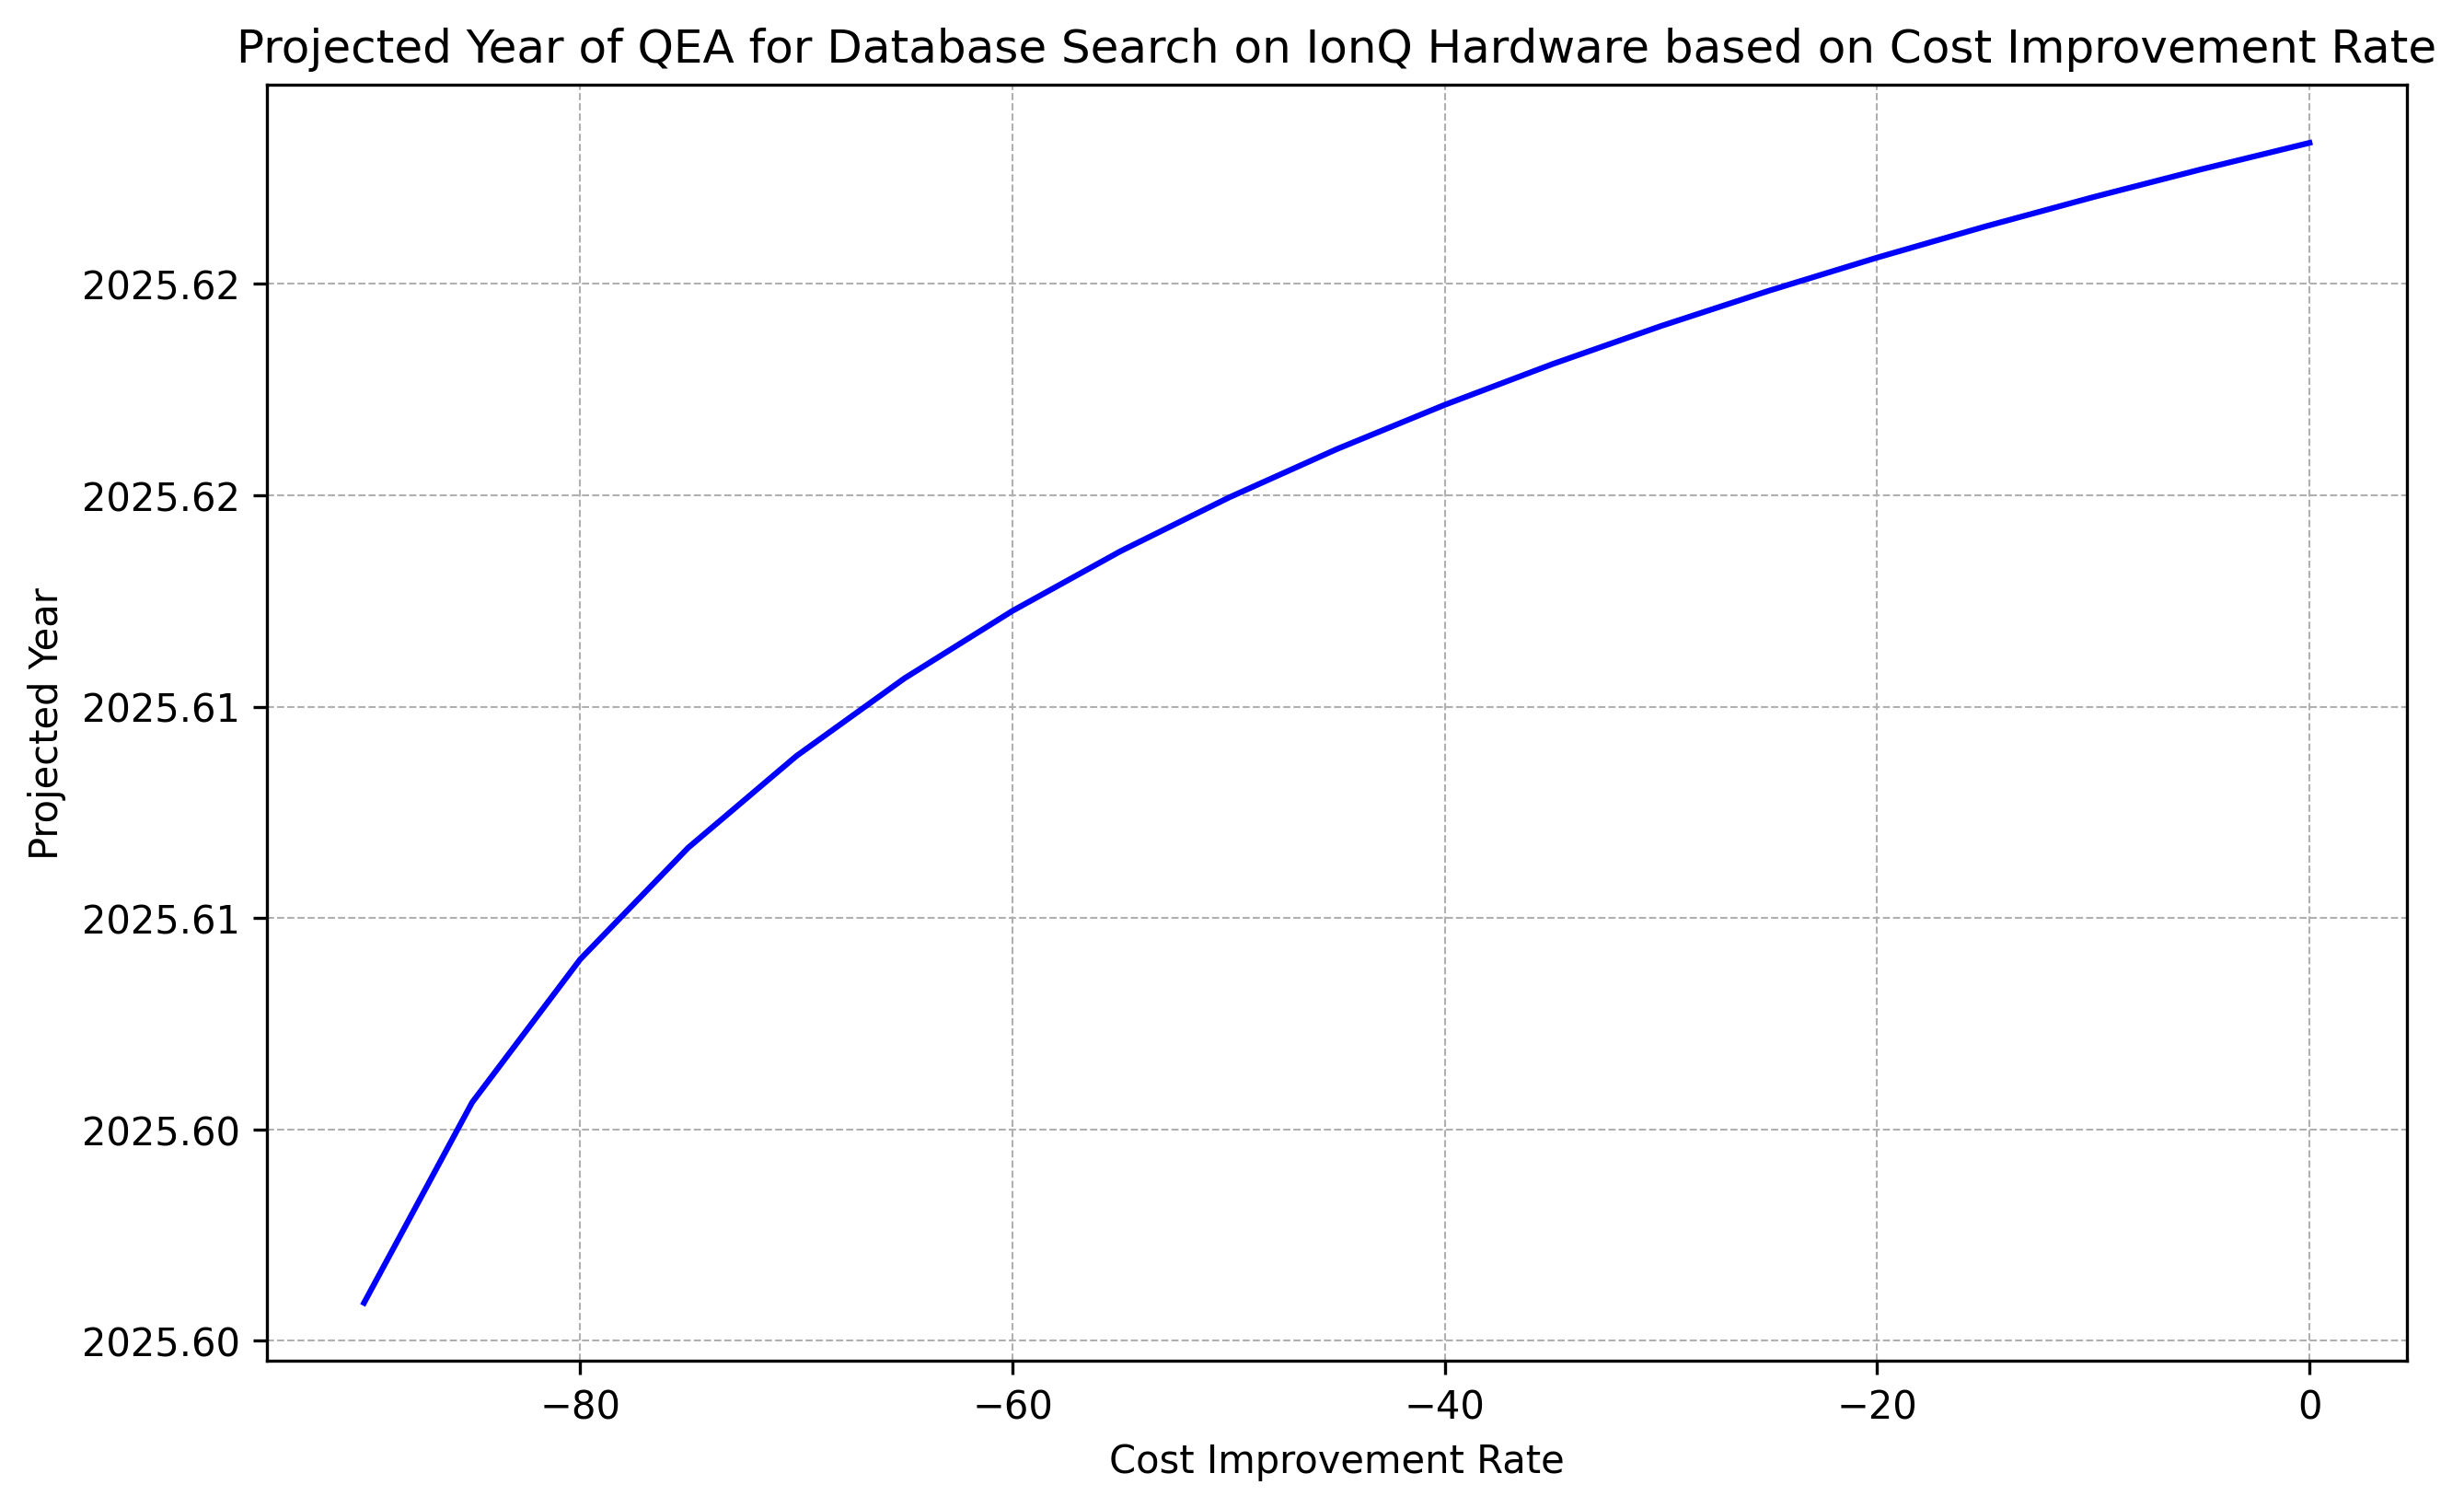 Projected Year of QEA for Database Search on IonQ Hardware based on Cost Improvement Rate
2025.62
2025.62
2025.61
2025.61
2025.60
2025.60
Projected Year
−80 −60 −40 −20 0
Cost Improvement Rate